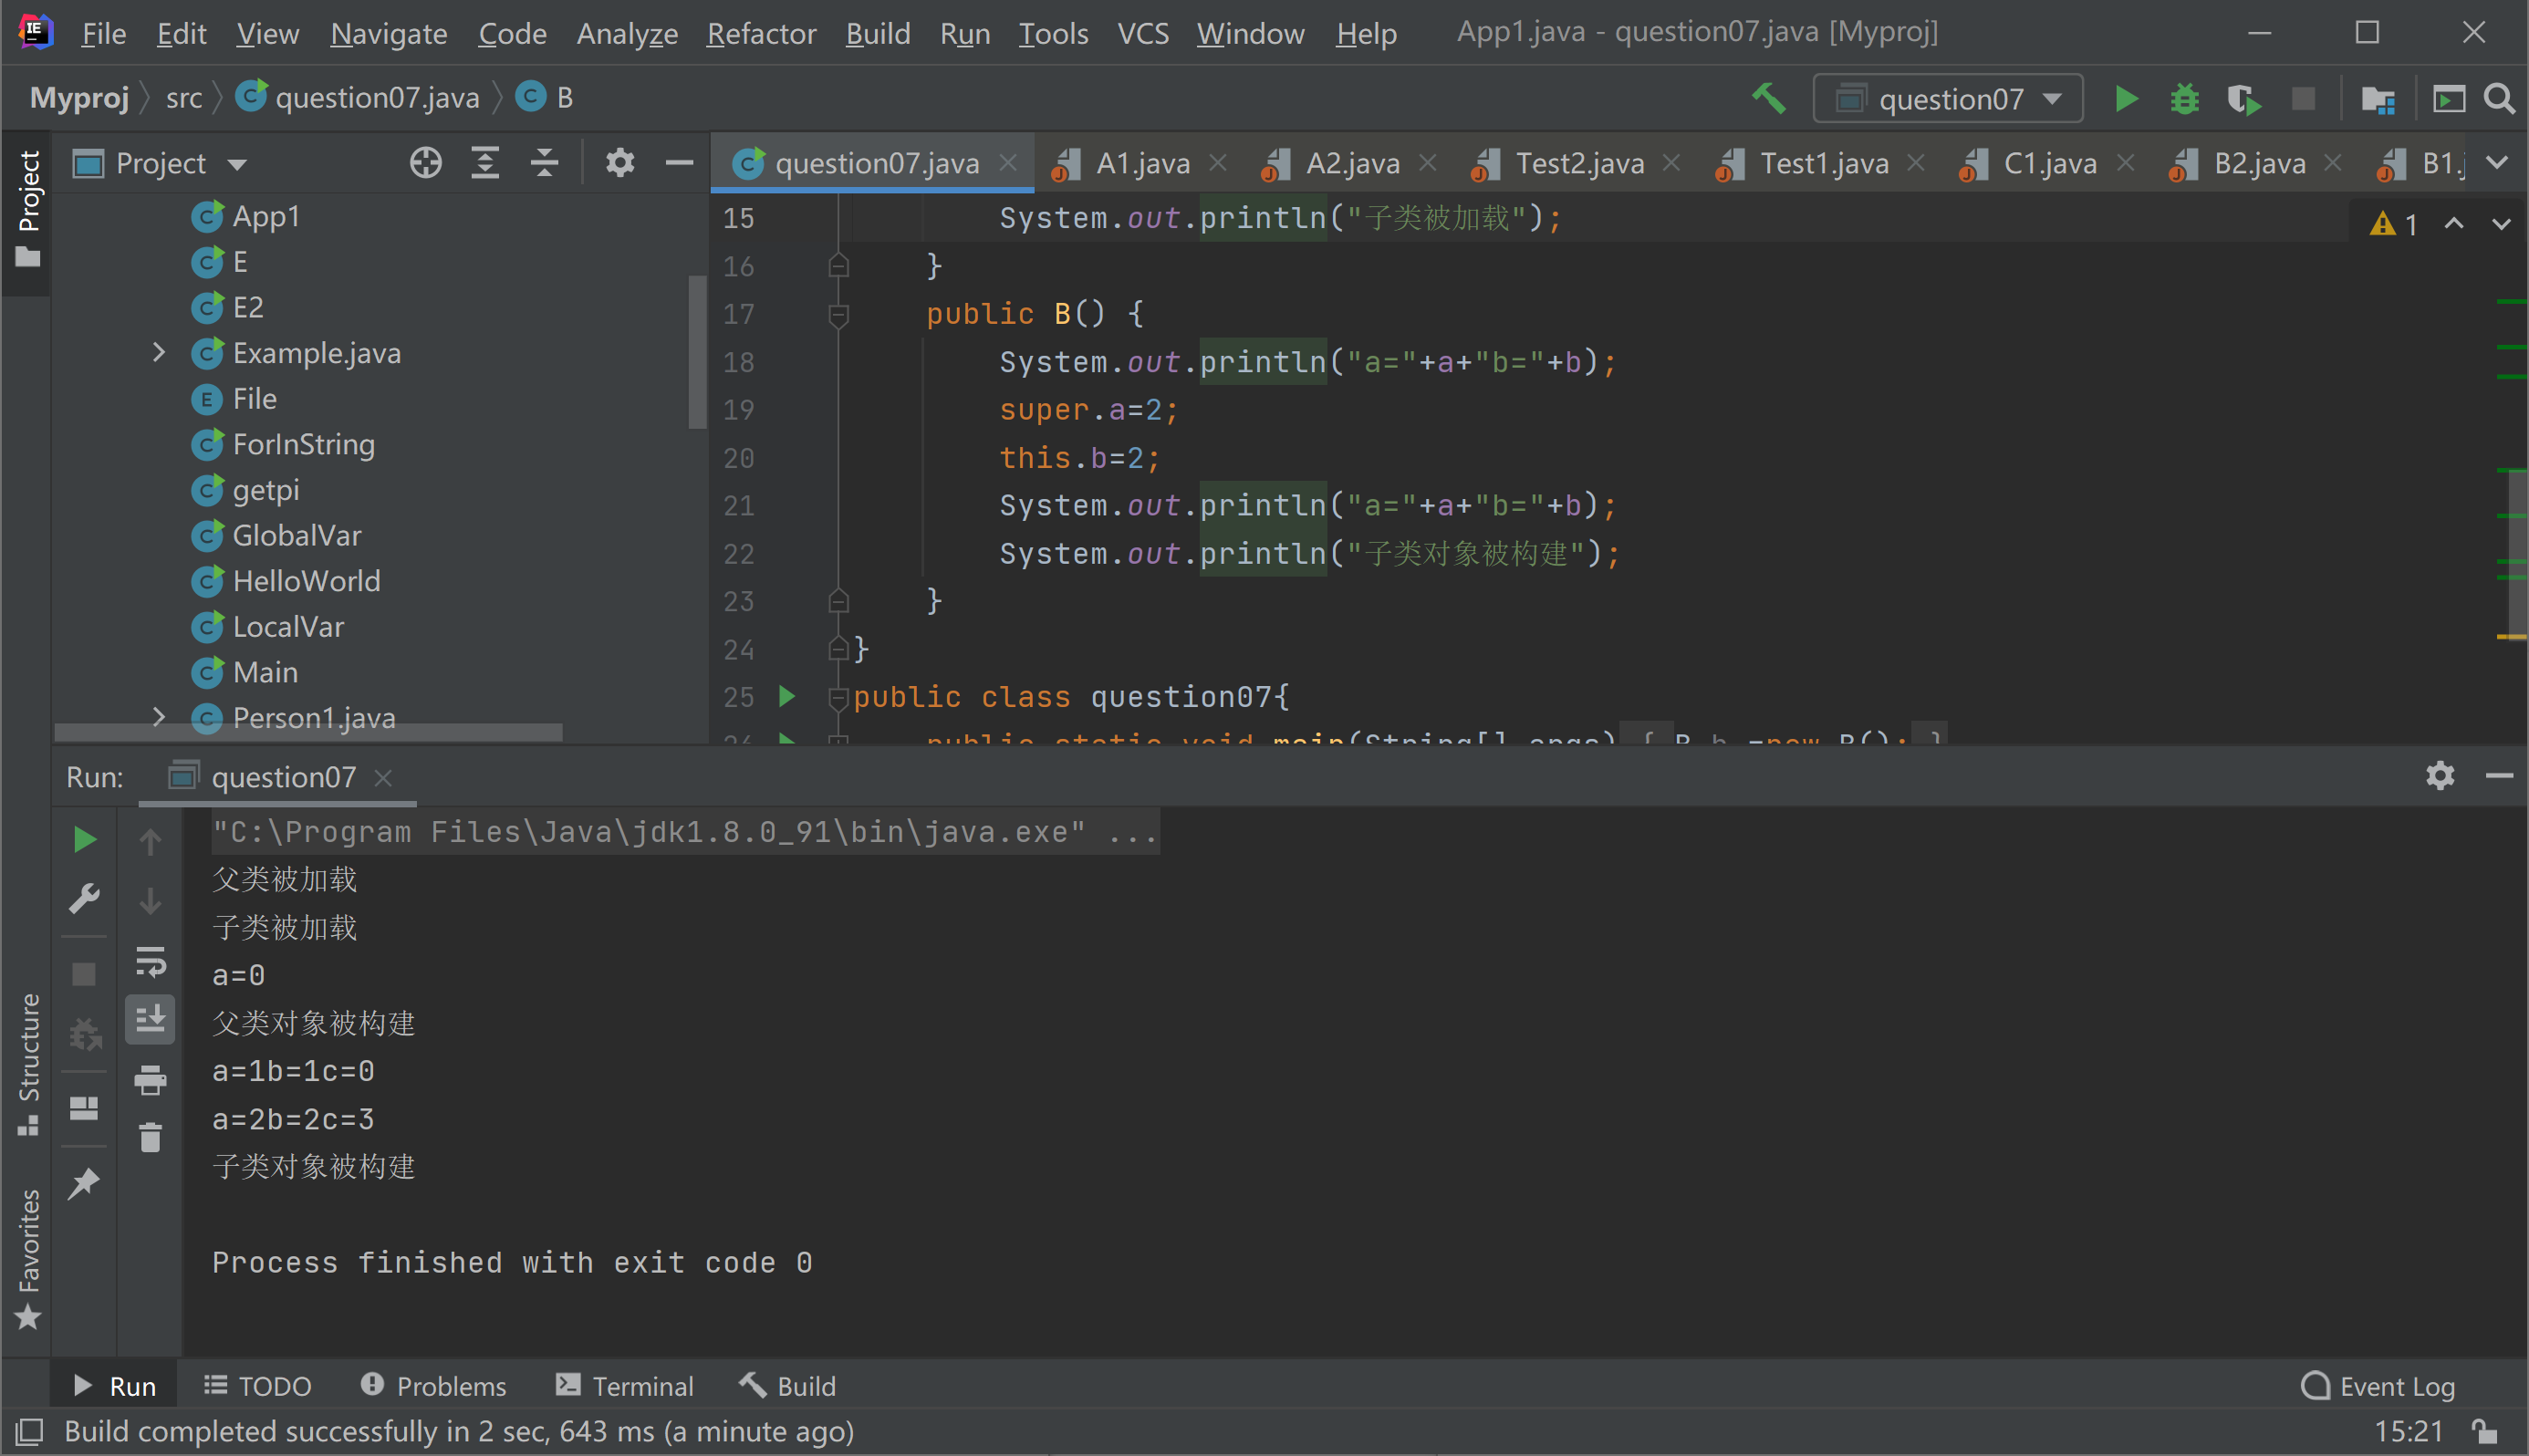 File Edit View Navigate Code Analyze Refactor Build Run Tools VCS Window Help App1.java - question07.java [Myproj]
Myproj src question07.java B
question07
Project
Project
question07.java A1.java A2.java Test2.java Test1.java C1.java B2.java B1.j
App1
E
E2
Example.java
File
ForInString
getpi
GlobalVar
HelloWorld
LocalVar
Main
Person1.java
1
15 System.out.println("子类被加载");
16 }
17 public B() {
18 System.out.println("a="+a+"b="+b);
19 super.a=2;
20 this.b=2;
21 System.out.println("a="+a+"b="+b);
22 System.out.println("子类对象被构建");
23 }
24 }
25 public class question07{
26 public static void main(String[] args) { B b =new B(); }
Run: question07
"C:\Program Files\Java\jdk1.8.0_91\bin\java.exe" ...
父类被加载
子类被加载
a=0
父类对象被构建
a=1b=1c=0
a=2b=2c=3
子类对象被构建
Process finished with exit code 0
Structure
Favorites
Run TODO Problems Terminal Build Event Log
Build completed successfully in 2 sec, 643 ms (a minute ago) 15:21